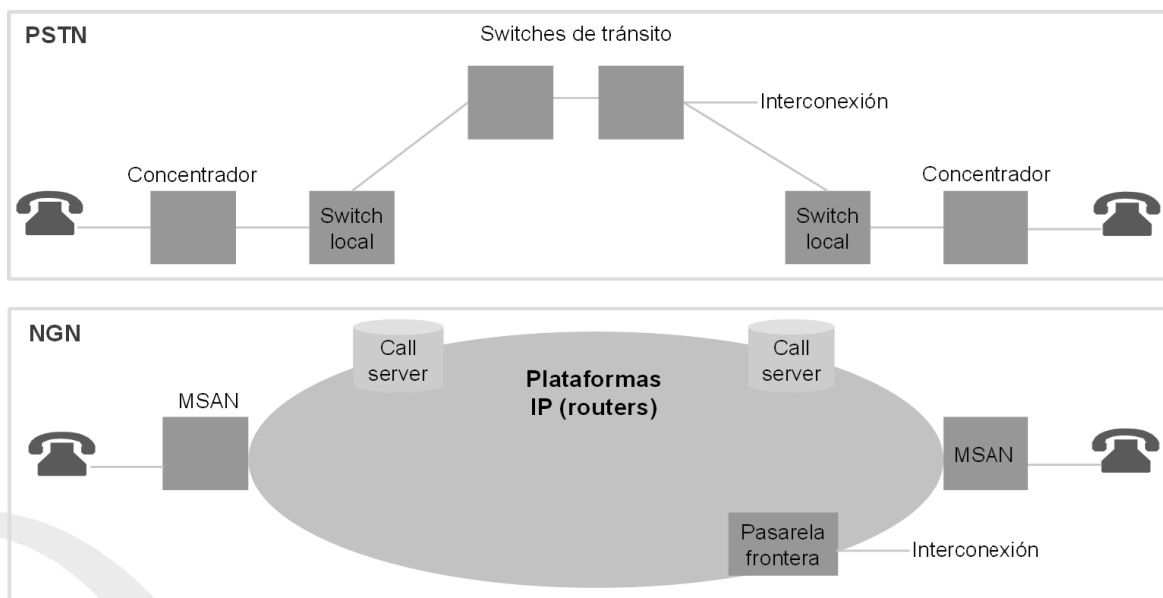 PSTN
Switches de tránsito
Interconexión
Concentrador
Concentrador
Switch
local
Switch
local
NGN
Call
server
Call
server
Plataformas
IP (routers)
MSAN
MSAN
Pasarela
frontera
Interconexión